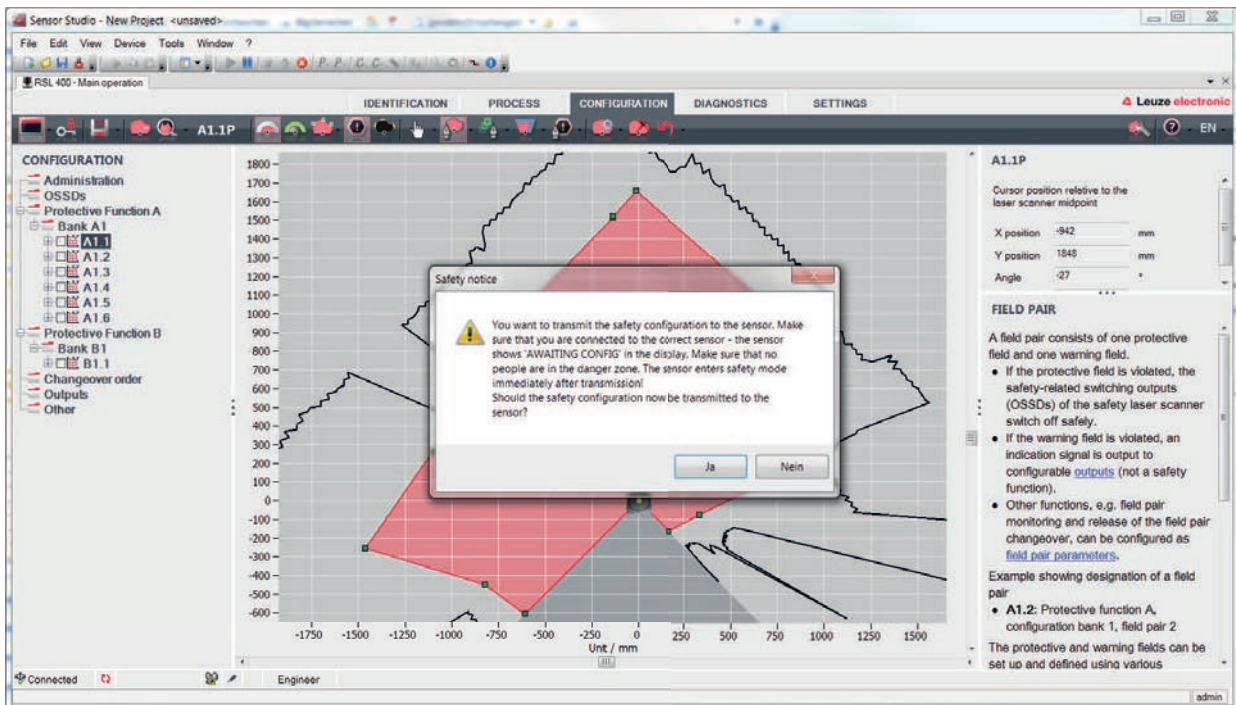 Sensor Studio - New Project <unsaved>
File Edit View Device Tools Window ?
RSL 400 - Main operation
IDENTIFICATION PROCESS CONFIGURATION DIAGNOSTICS SETTINGS
Leuze electronic
A1.1P
EN
CONFIGURATION
Administration
OSSDs
Protective Function A
Bank A1
A1.1
A1.2
A1.3
A1.4
A1.5
A1.6
Protective Function B
Bank B1
B1.1
Changeover order
Outputs
Other
1800
1700
1600
1500
1400
1300
1200
1100
1000
900
800
700
600
500
400
300
200
100
0
-100
-200
-300
-400
-500
-600
-1750 -1500 -1250 -1000 -750 -500 -250 0 250 500 750 1000 1250 1500
Unit / mm
Safety notice
You want to transmit the safety configuration to the sensor. Make
sure that you are connected to the correct sensor - the sensor
shows 'AWAITING CONFIG' in the display. Make sure that no
people are in the danger zone. The sensor enters safety mode
immediately after transmission!
Should the safety configuration now be transmitted to the
sensor?
Ja Nein
A1.1P
Cursor position relative to the
laser scanner midpoint
X position -942 mm
Y position 1848 mm
Angle -27 °
FIELD PAIR
A field pair consists of one protective
field and one warning field.
• If the protective field is violated, the
safety-related switching outputs
(OSSDs) of the safety laser scanner
switch off safely.
• If the warning field is violated, an
indication signal is output to
configurable outputs (not a safety
function).
• Other functions, e.g. field pair
monitoring and release of the field pair
changeover, can be configured as
field pair parameters.
Example showing designation of a field
pair
• A1.2: Protective function A,
configuration bank 1, field pair 2
The protective and warning fields can be
set up and defined using various
Connected
Engineer
admin